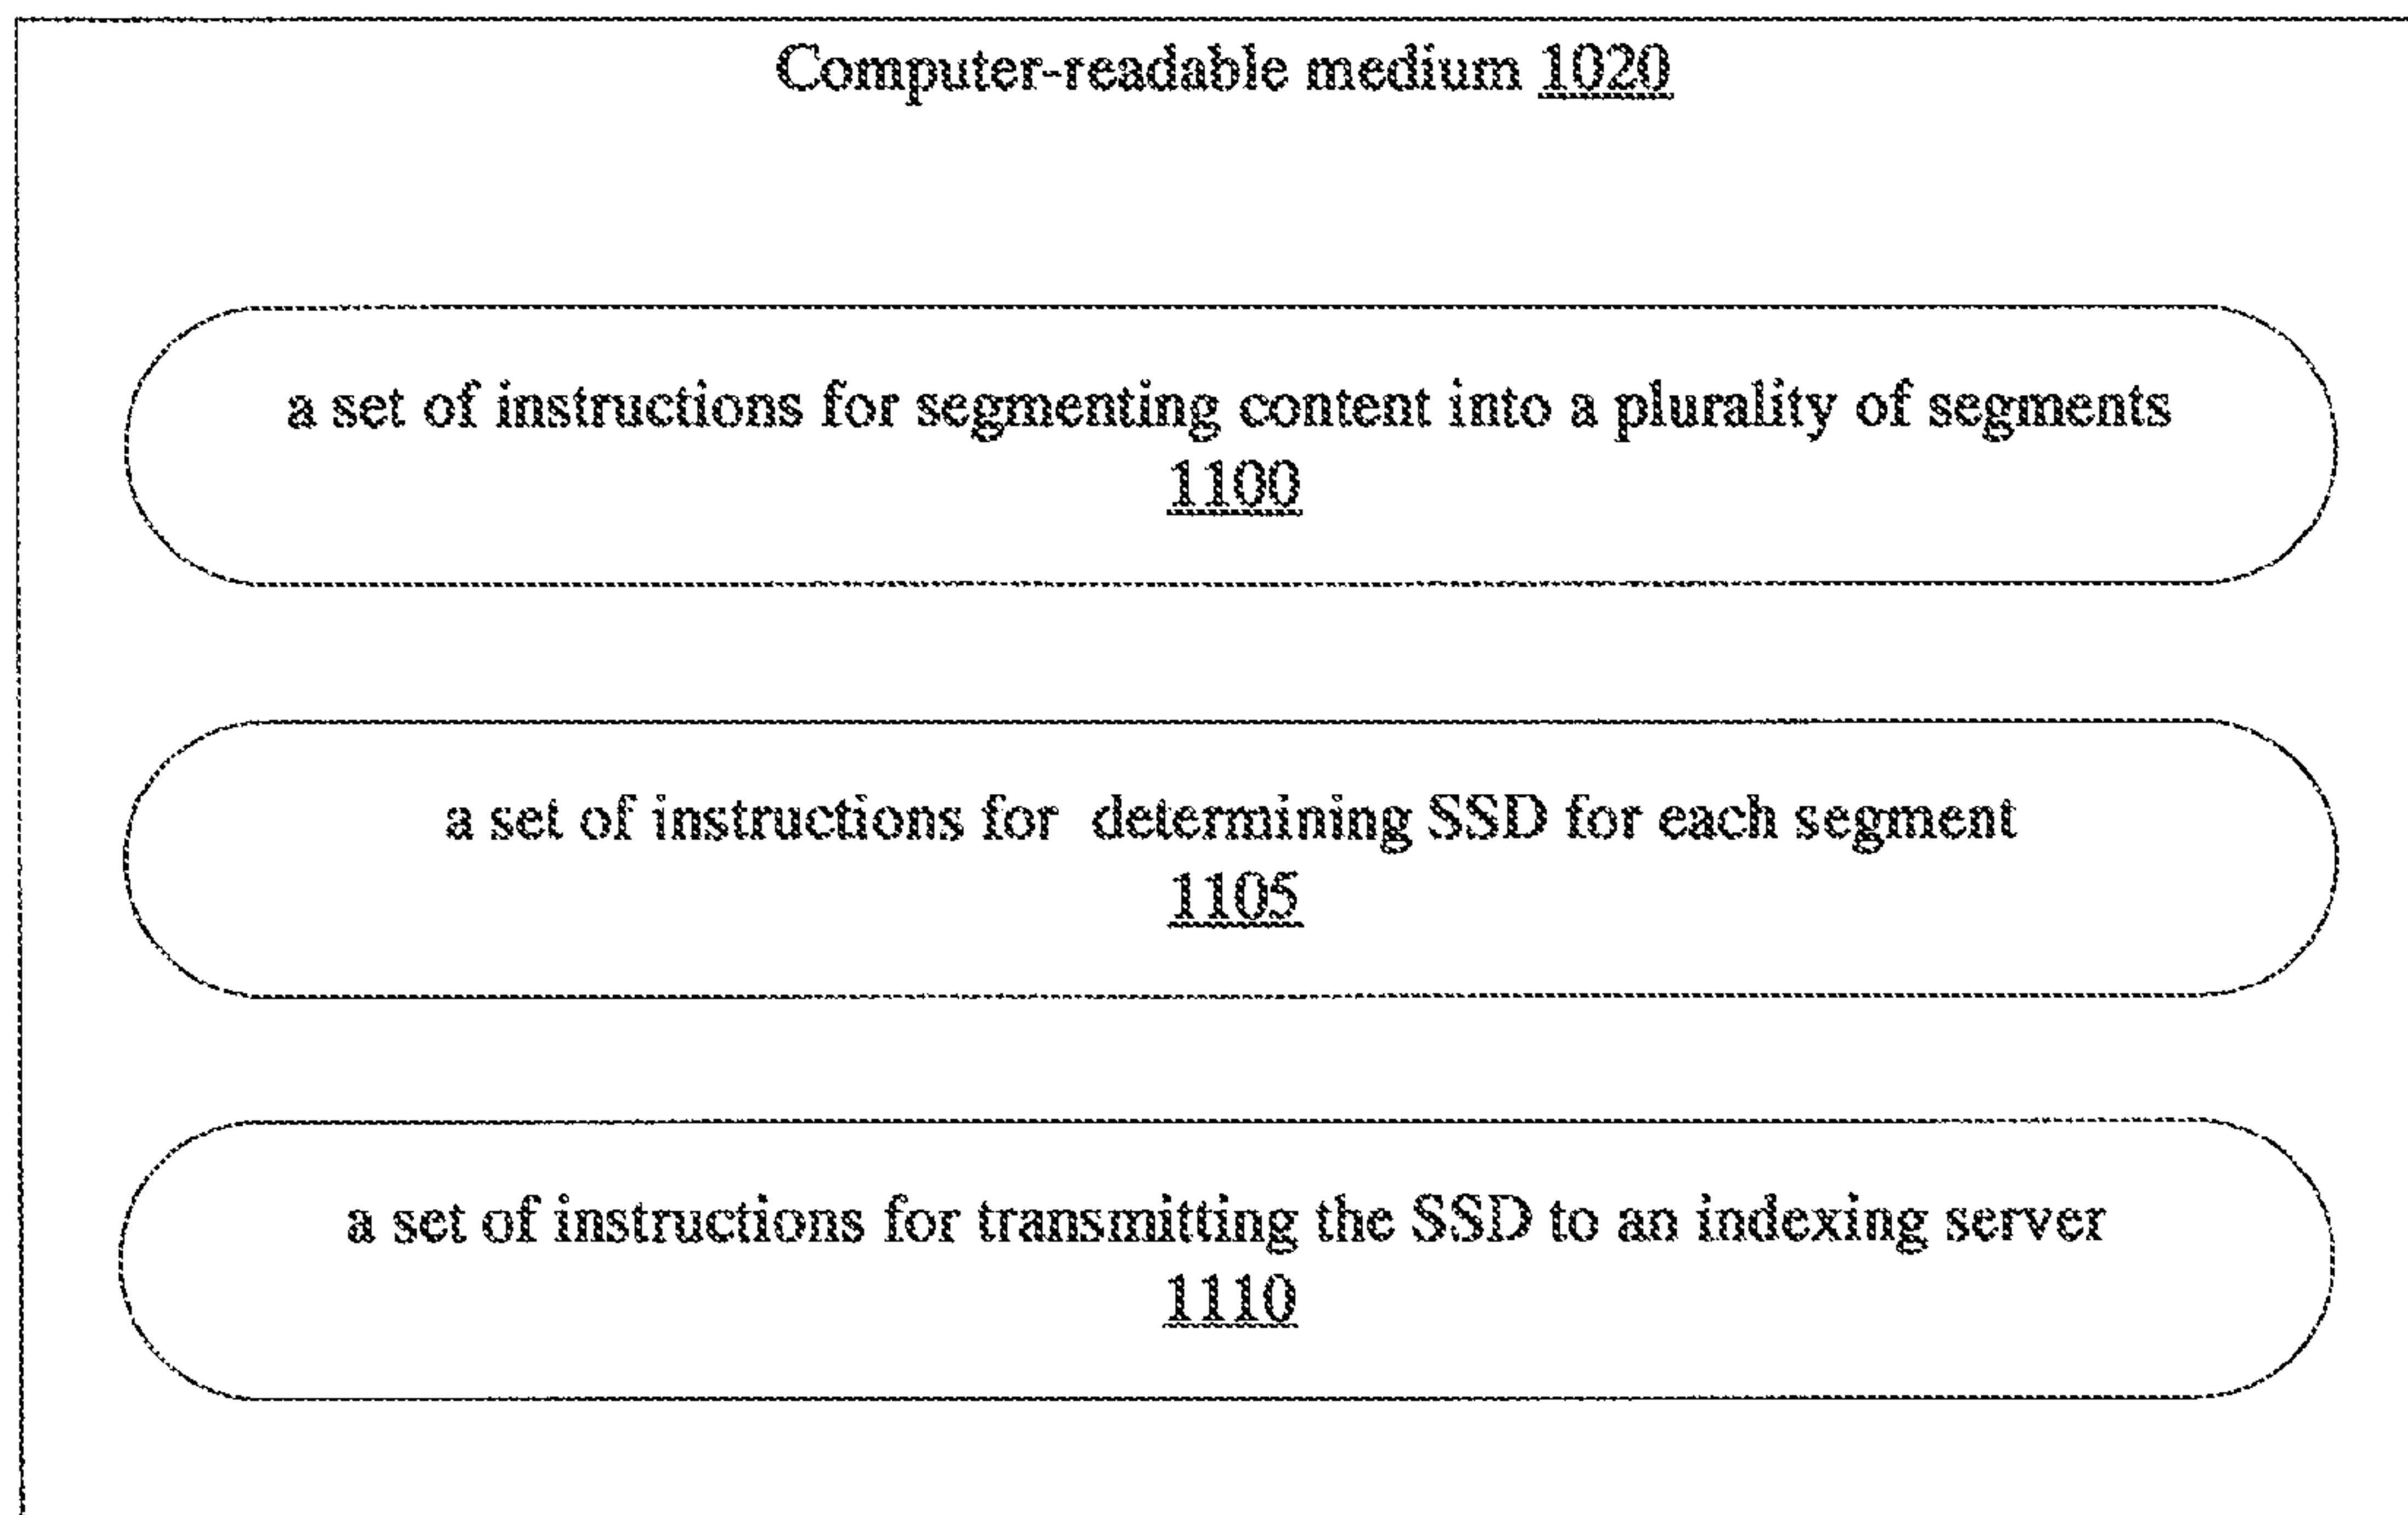 Computer-readable medium 1020
a set of instructions for segmenting content into a plurality of segments
1100
a set of instructions for determining SSD for each segment
1105
a set of instructions for transmitting the SSD to an indexing server
1110